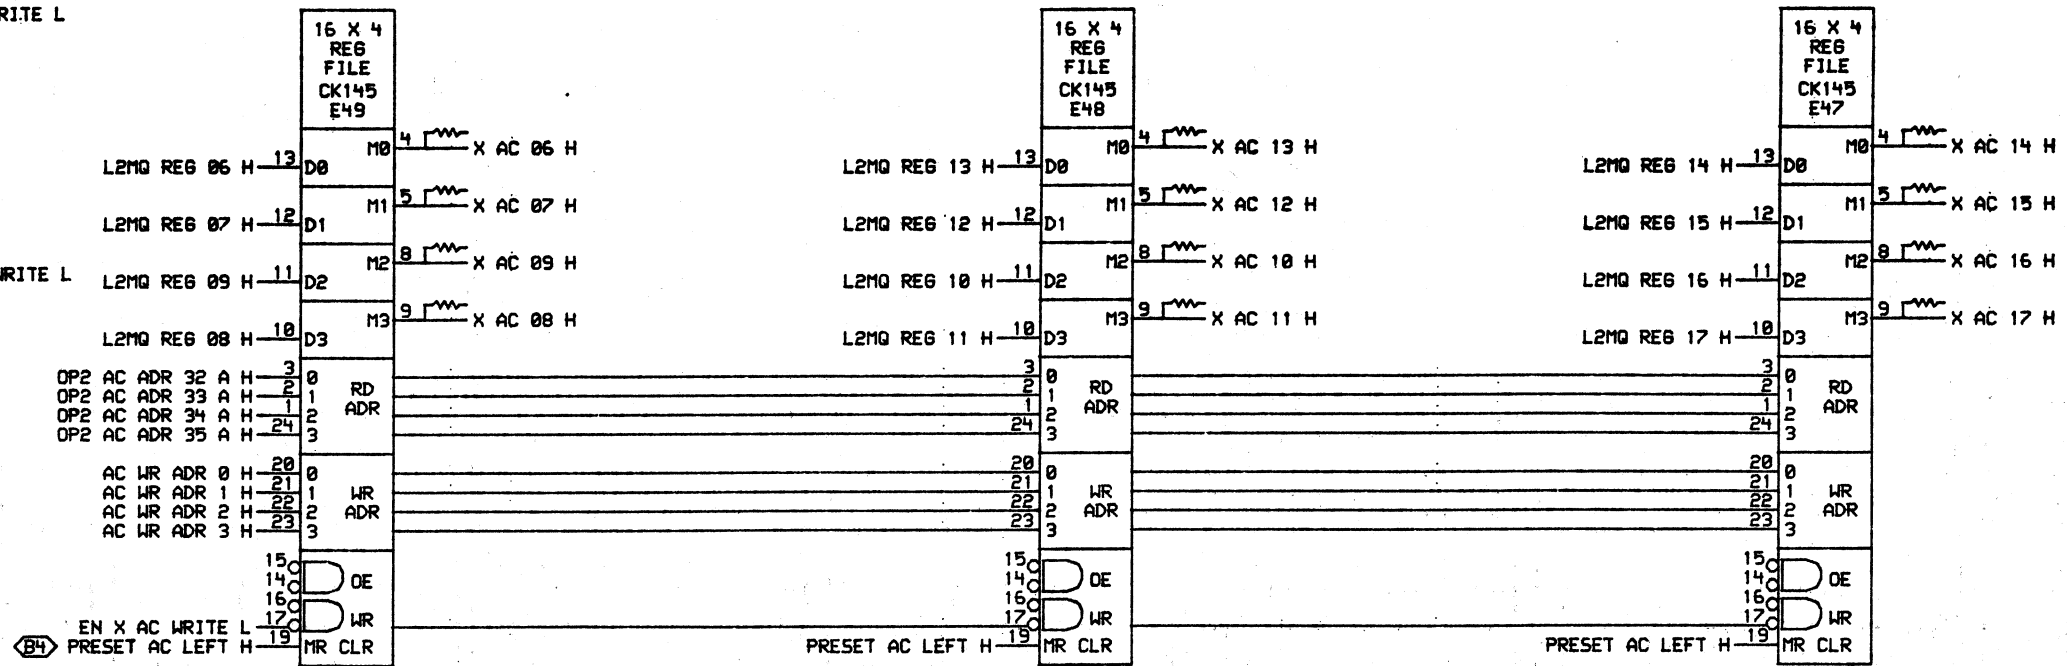 RITE L
16 X 4 REG FILE CK145 E49
16 X 4 REG FILE CK145 E48
16 X 4 REG FILE CK145 E47
L2MQ REG 06 H 13 D0 M0 4 X AC 06 H
L2MQ REG 07 H 12 D1 M1 5 X AC 07 H
WRITE L
L2MQ REG 09 H 11 D2 M2 8 X AC 09 H
L2MQ REG 08 H 10 D3 M3 9 X AC 08 H
OP2 AC ADR 32 A H 3 0
OP2 AC ADR 33 A H 2 1
OP2 AC ADR 34 A H 1 2
OP2 AC ADR 35 A H 24 3
RD ADR
AC WR ADR 0 H 20 0
AC WR ADR 1 H 21 1
AC WR ADR 2 H 22 2
AC WR ADR 3 H 23 3
WR ADR
15
14 OE
16
EN X AC WRITE L 17 WR
B4 PRESET AC LEFT H 19 MR CLR
L2MQ REG 13 H 13 D0 M0 4 X AC 13 H
L2MQ REG 12 H 12 D1 M1 5 X AC 12 H
L2MQ REG 10 H 11 D2 M2 8 X AC 10 H
L2MQ REG 11 H 10 D3 M3 9 X AC 11 H
3 0
2 1
1 2
24 3
RD ADR
20 0
21 1
22 2
23 3
WR ADR
15
14 OE
16
17 WR
PRESET AC LEFT H 19 MR CLR
L2MQ REG 14 H 13 D0 M0 4 X AC 14 H
L2MQ REG 15 H 12 D1 M1 5 X AC 15 H
L2MQ REG 16 H 11 D2 M2 8 X AC 16 H
L2MQ REG 17 H 10 D3 M3 9 X AC 17 H
3 0
2 1
1 2
24 3
RD ADR
20 0
21 1
22 2
23 3
WR ADR
15
14 OE
16
17 WR
PRESET AC LEFT H 19 MR CLR